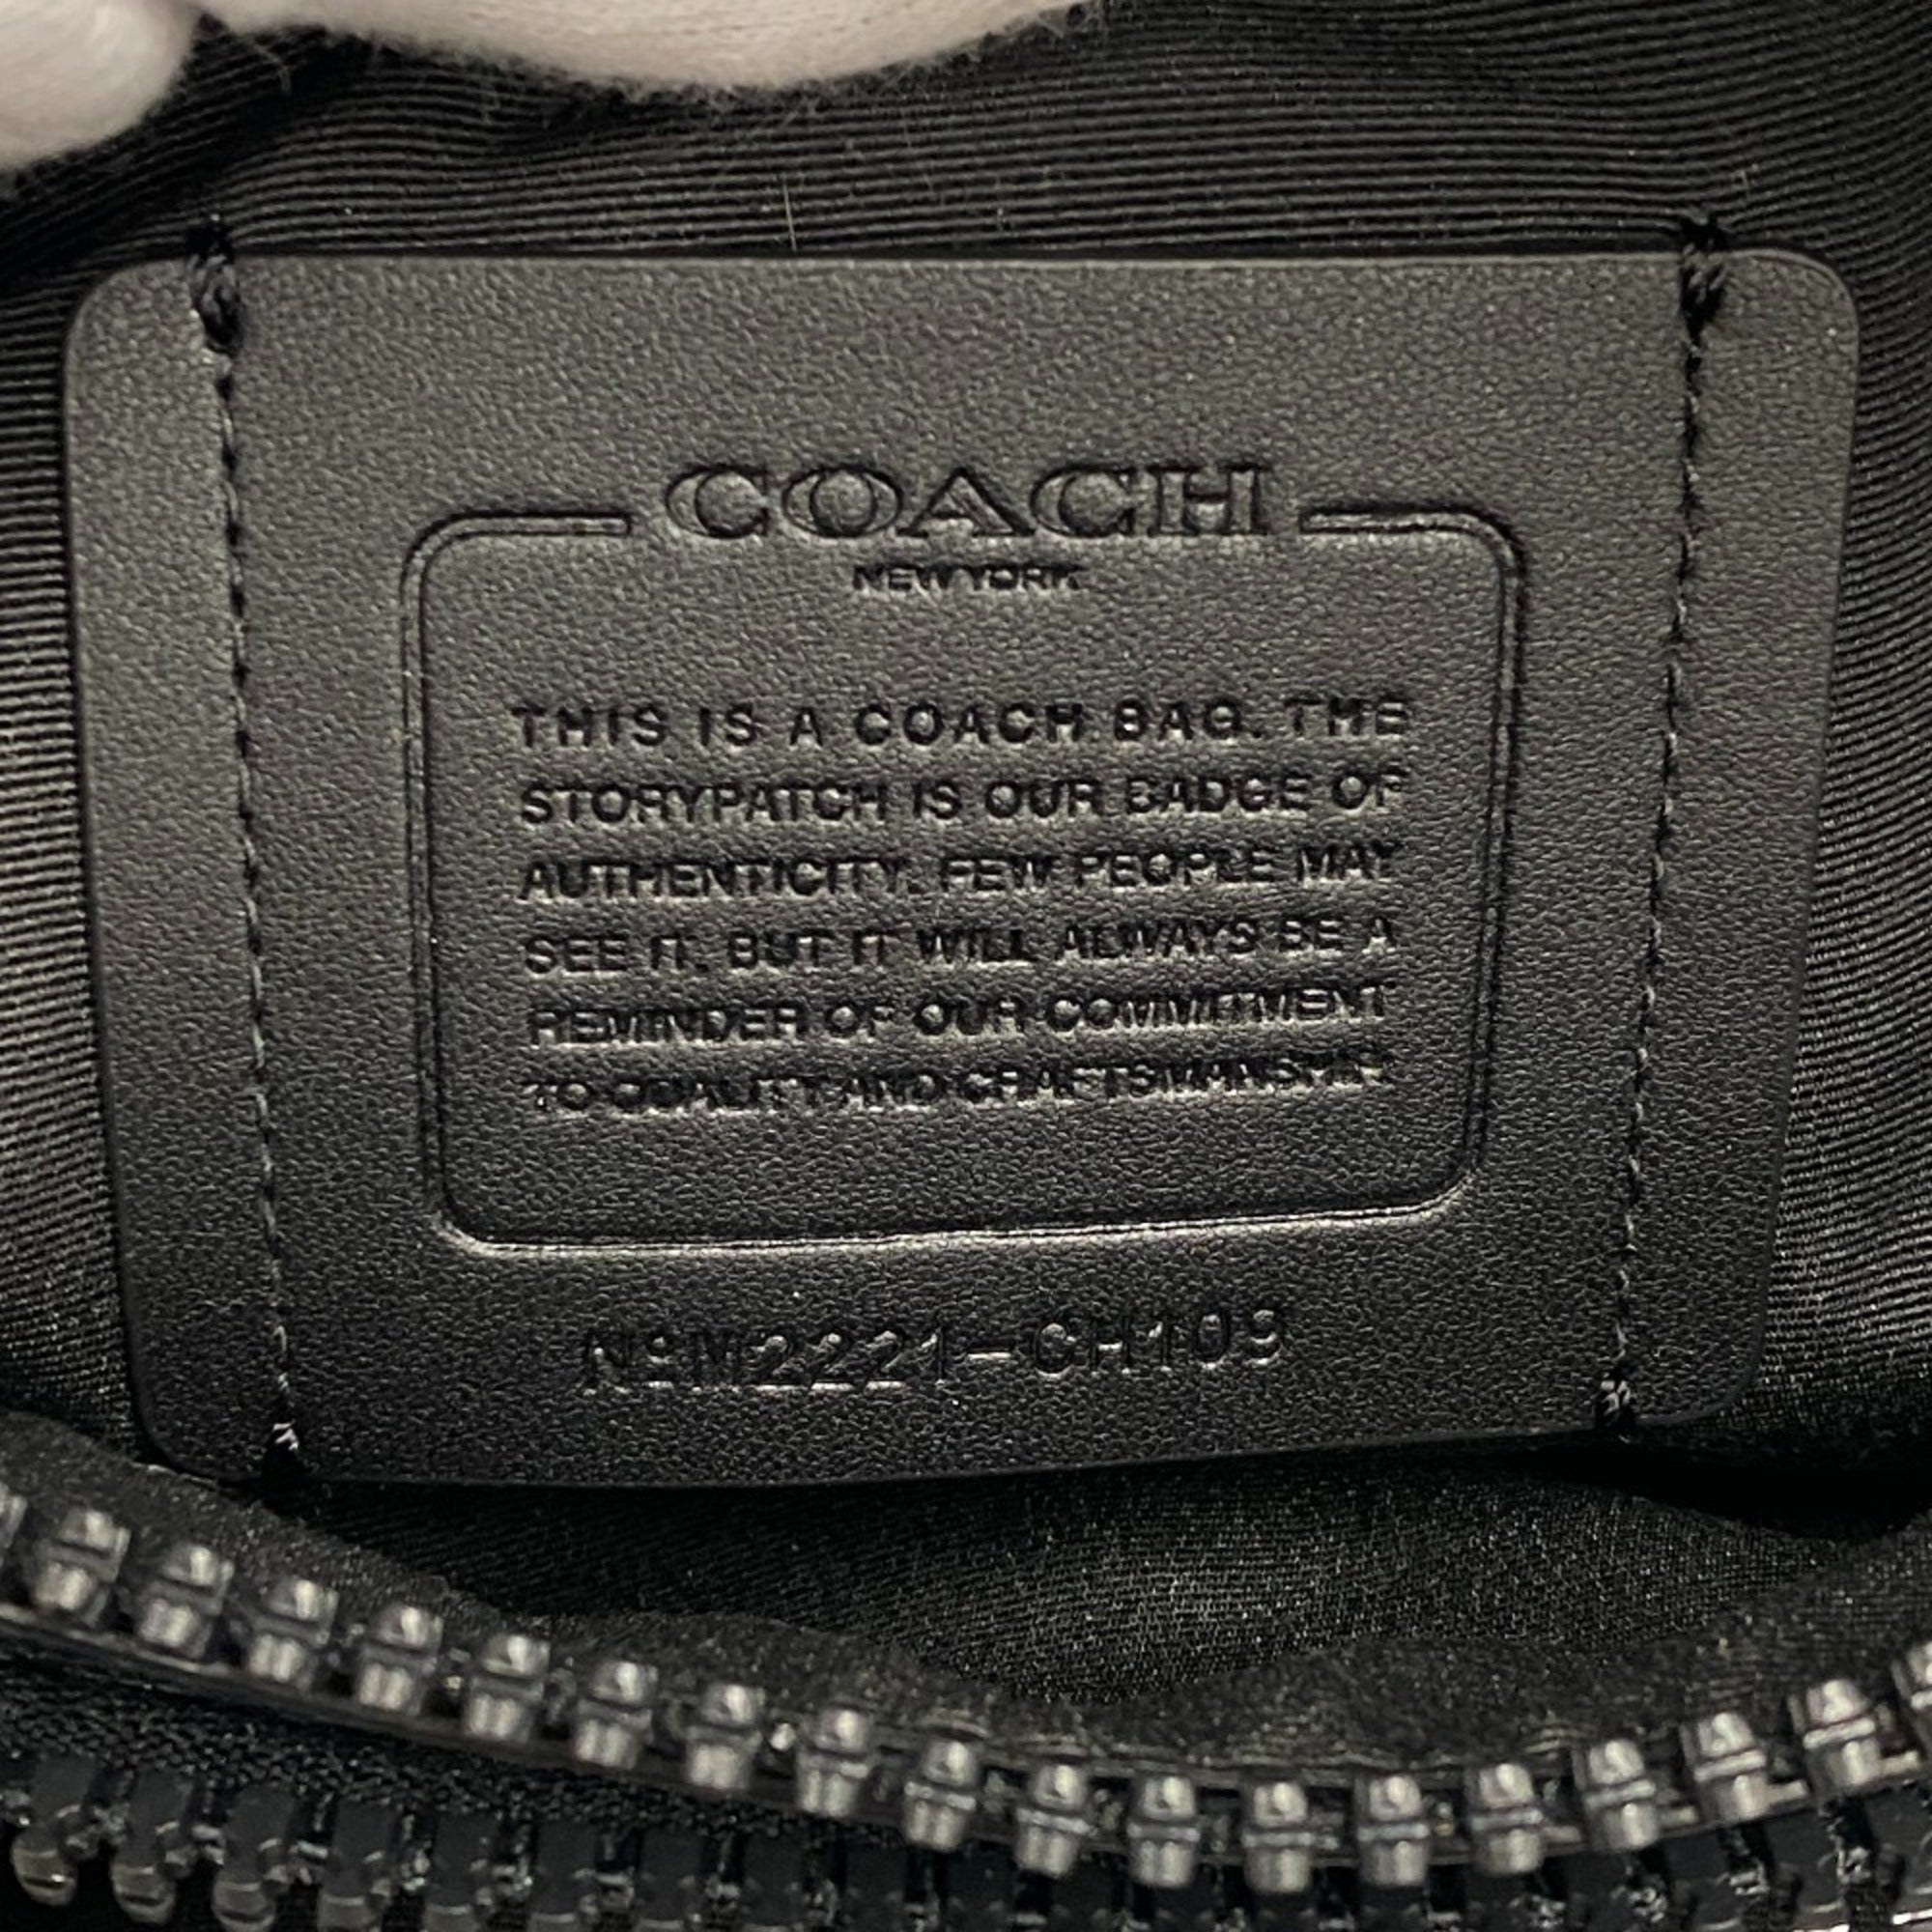 COACH
NEW YORK
THIS IS A COACH BAG. THE
STORYPATCH IS OUR BADGE OF
AUTHENTICITY. FEW PEOPLE MAY
SEE IT. BUT IT WILL ALWAYS BE A
REMINDER OF OUR COMMITMENT
TO QUALITY AND CRAFTSMANSHIP.
NºM2221-CH109